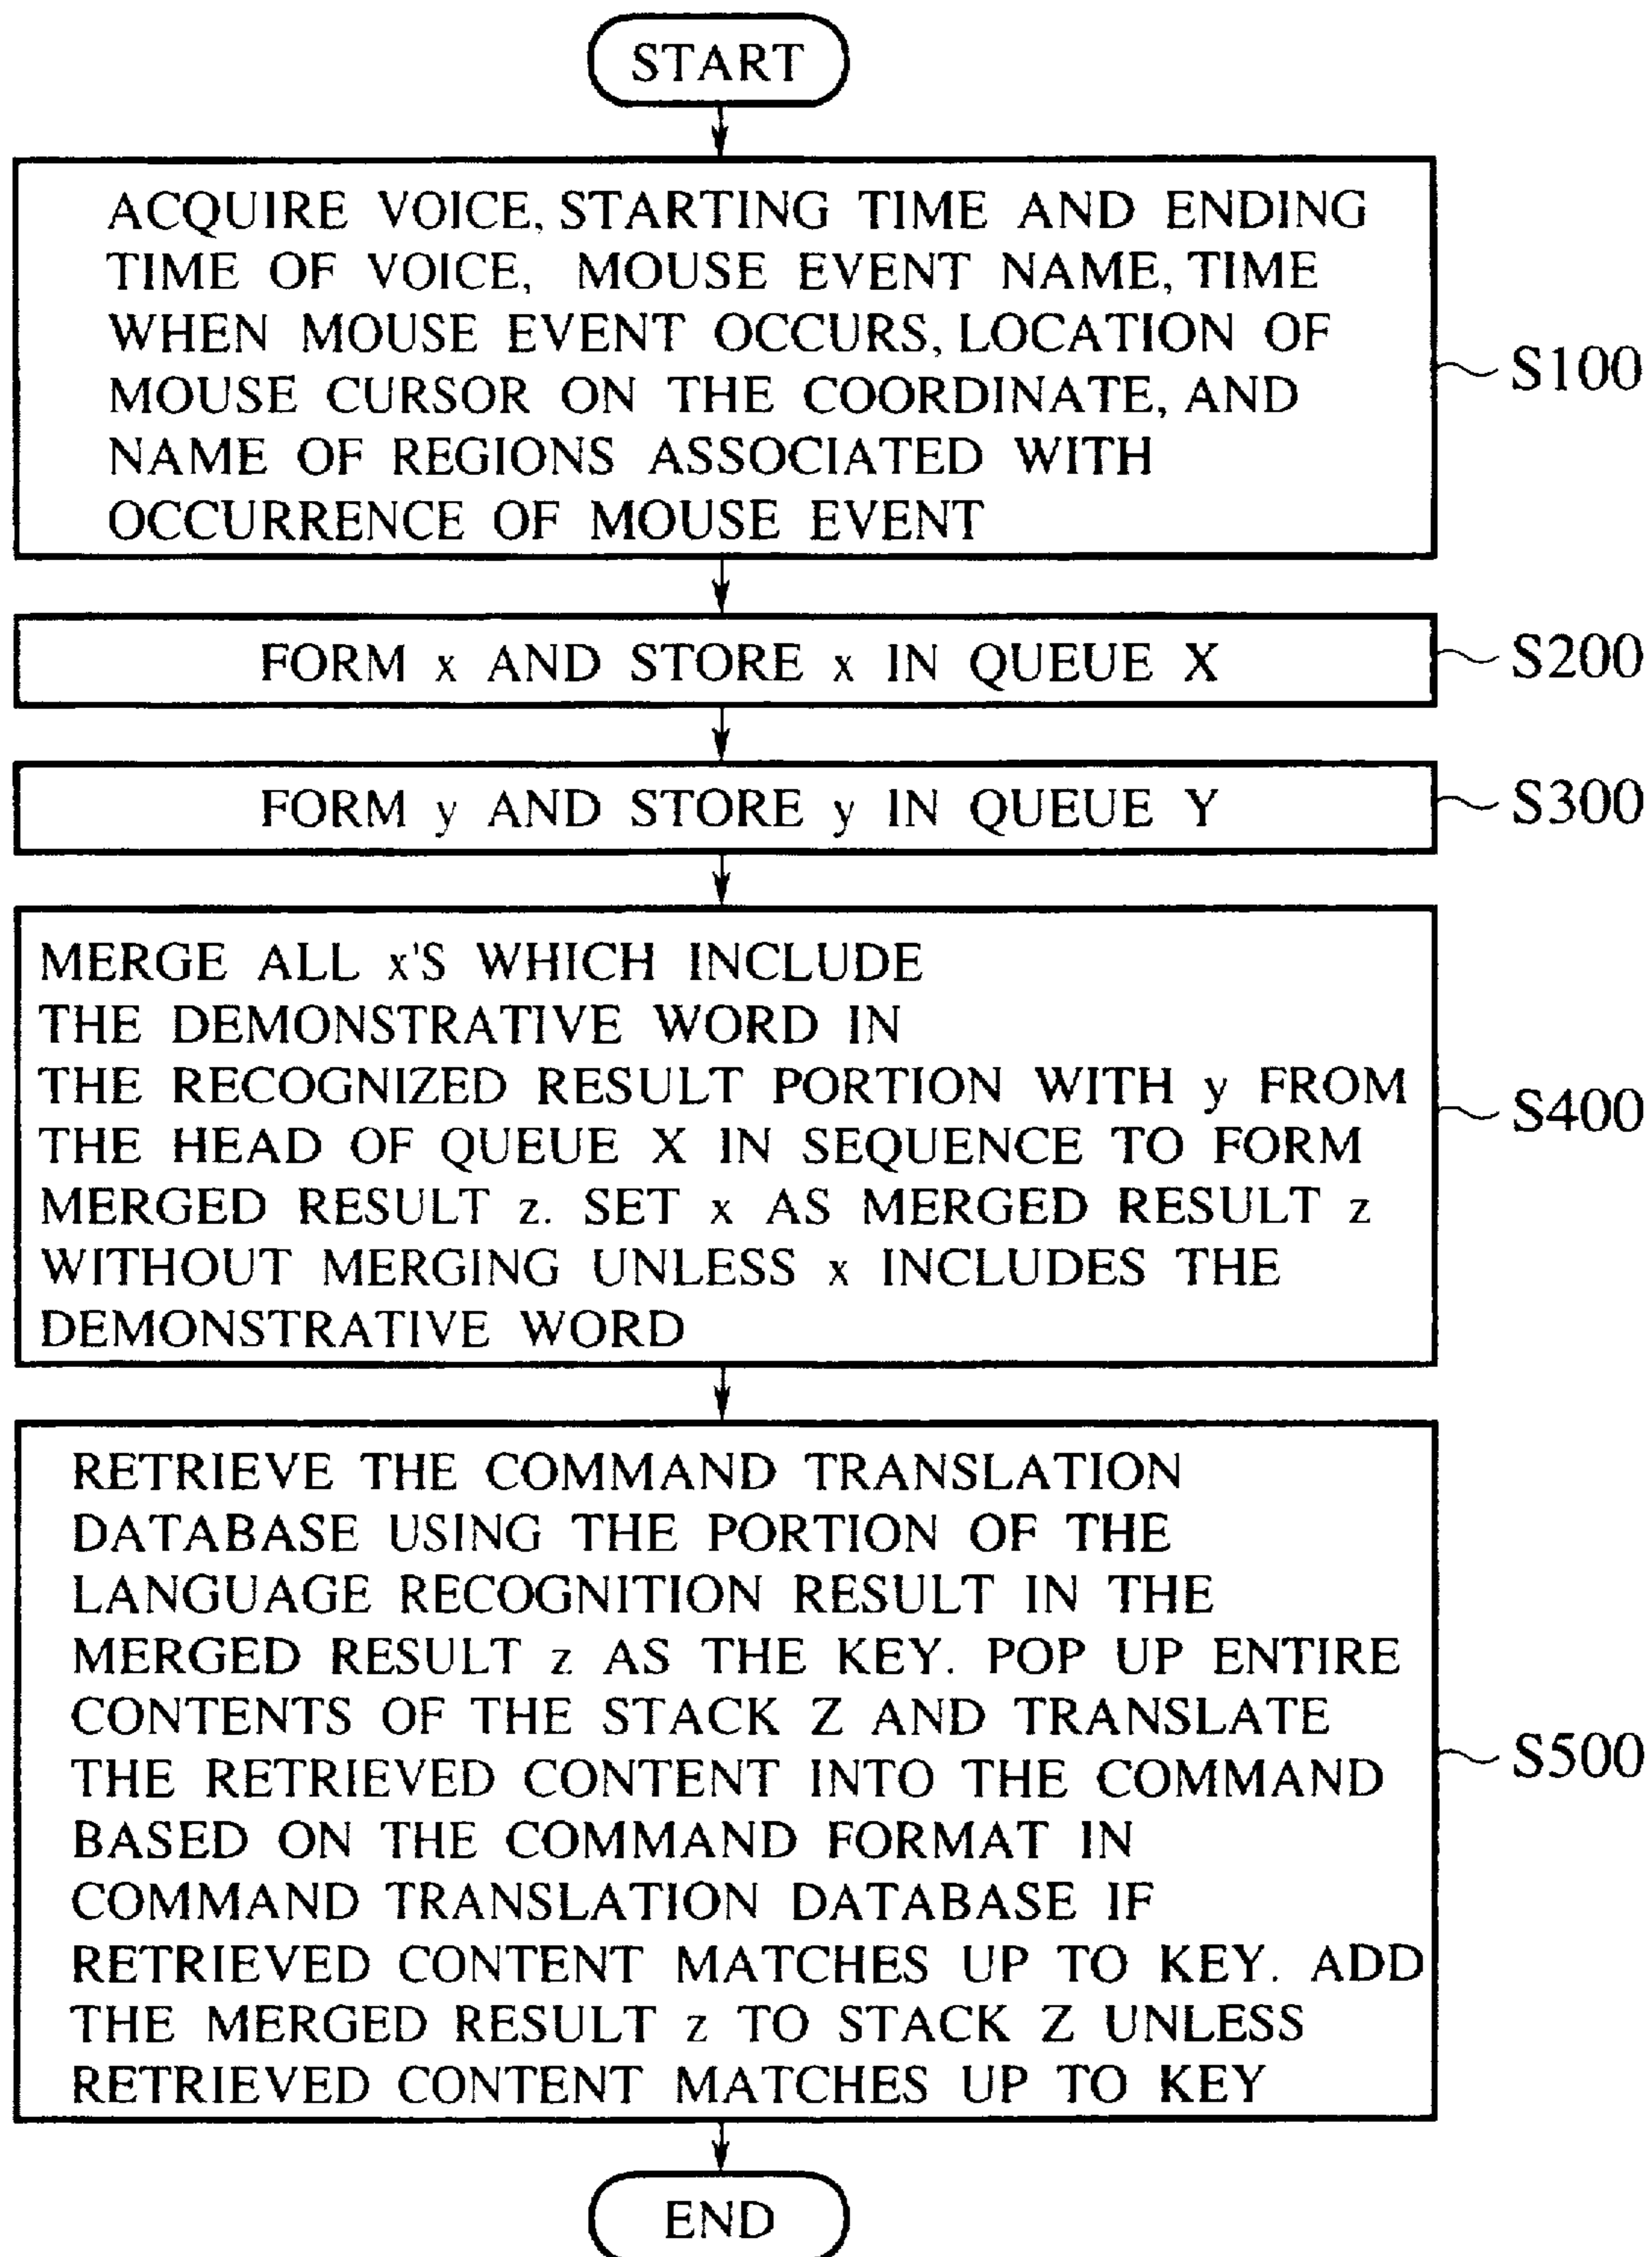 START
ACQUIRE VOICE, STARTING TIME AND ENDING
TIME OF VOICE, MOUSE EVENT NAME, TIME
WHEN MOUSE EVENT OCCURS, LOCATION OF
MOUSE CURSOR ON THE COORDINATE, AND
NAME OF REGIONS ASSOCIATED WITH
OCCURRENCE OF MOUSE EVENT
S100
FORM x AND STORE x IN QUEUE X
S200
FORM y AND STORE y IN QUEUE Y
S300
MERGE ALL x'S WHICH INCLUDE
THE DEMONSTRATIVE WORD IN
THE RECOGNIZED RESULT PORTION WITH y FROM
THE HEAD OF QUEUE X IN SEQUENCE TO FORM
MERGED RESULT z. SET x AS MERGED RESULT z
WITHOUT MERGING UNLESS x INCLUDES THE
DEMONSTRATIVE WORD
S400
RETRIEVE THE COMMAND TRANSLATION
DATABASE USING THE PORTION OF THE
LANGUAGE RECOGNITION RESULT IN THE
MERGED RESULT z AS THE KEY. POP UP ENTIRE
CONTENTS OF THE STACK Z AND TRANSLATE
THE RETRIEVED CONTENT INTO THE COMMAND
BASED ON THE COMMAND FORMAT IN
COMMAND TRANSLATION DATABASE IF
RETRIEVED CONTENT MATCHES UP TO KEY. ADD
THE MERGED RESULT z TO STACK Z UNLESS
RETRIEVED CONTENT MATCHES UP TO KEY
S500
END